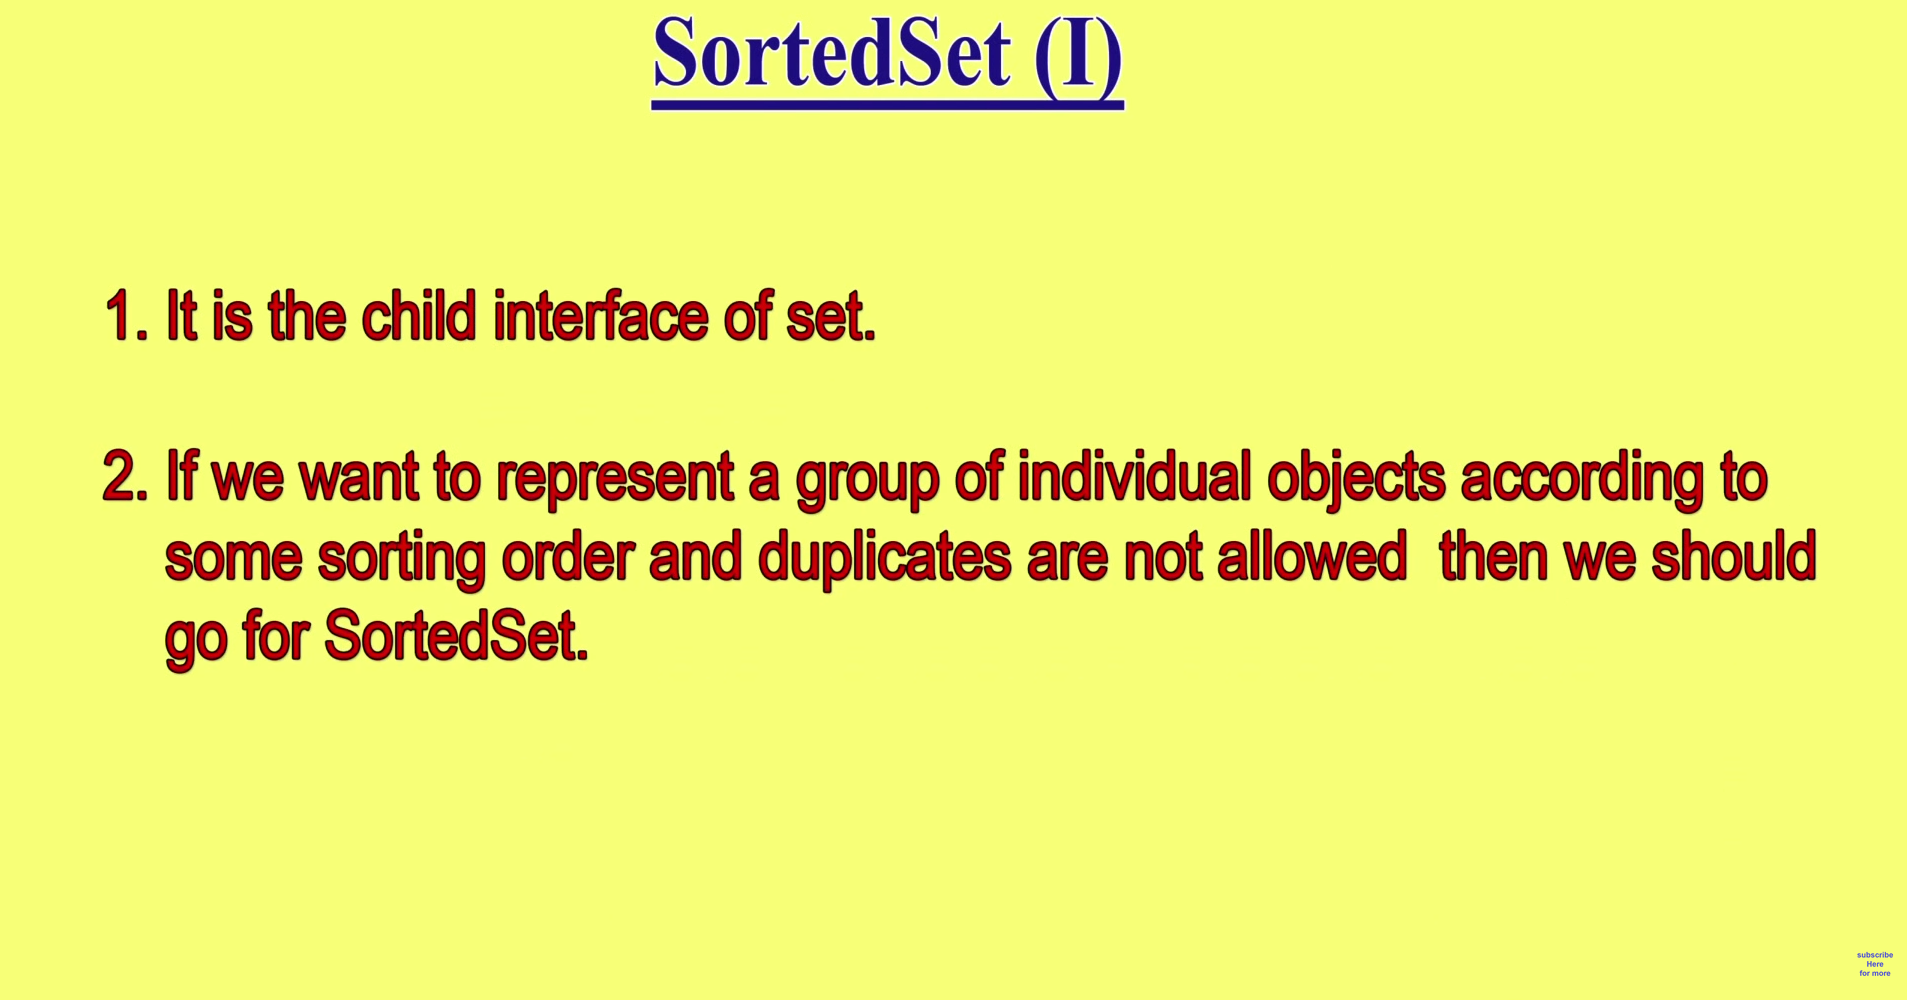 SortedSet (I)
1. It is the child interface of set.
2. If we want to represent a group of individual objects according to
some sorting order and duplicates are not allowed  then we should
go for SortedSet.
subscribe
Here
for more